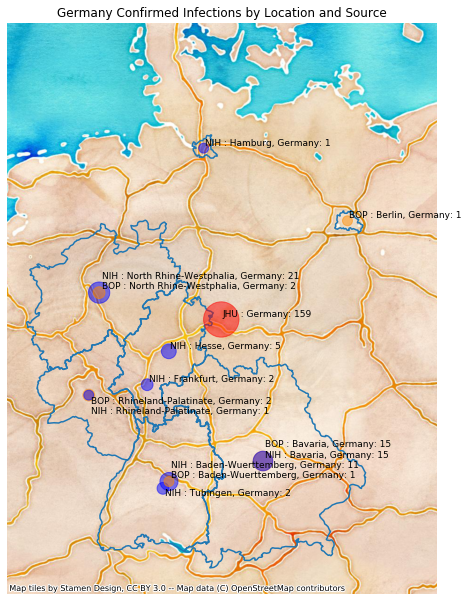 Germany Confirmed Infections by Location and Source
NIH : Hamburg, Germany: 1
BOP : Berlin, Germany: 1
NIH : North Rhine-Westphalia, Germany: 21
BOP : North Rhine-Westphalia, Germany: 2
JHU : Germany: 159
NIH : Hesse, Germany: 5
NIH : Frankfurt, Germany: 2
BOP : Rhineland-Palatinate, Germany: 2
NIH : Rhineland-Palatinate, Germany: 1
BOP : Bavaria, Germany: 15
NIH : Bavaria, Germany: 15
NIH : Baden-Wuerttemberg, Germany: 11
BOP : Baden-Wuerttemberg, Germany: 1
NIH : Tubingen, Germany: 2
Map tiles by Stamen Design, CC BY 3.0 -- Map data (C) OpenStreetMap contributors